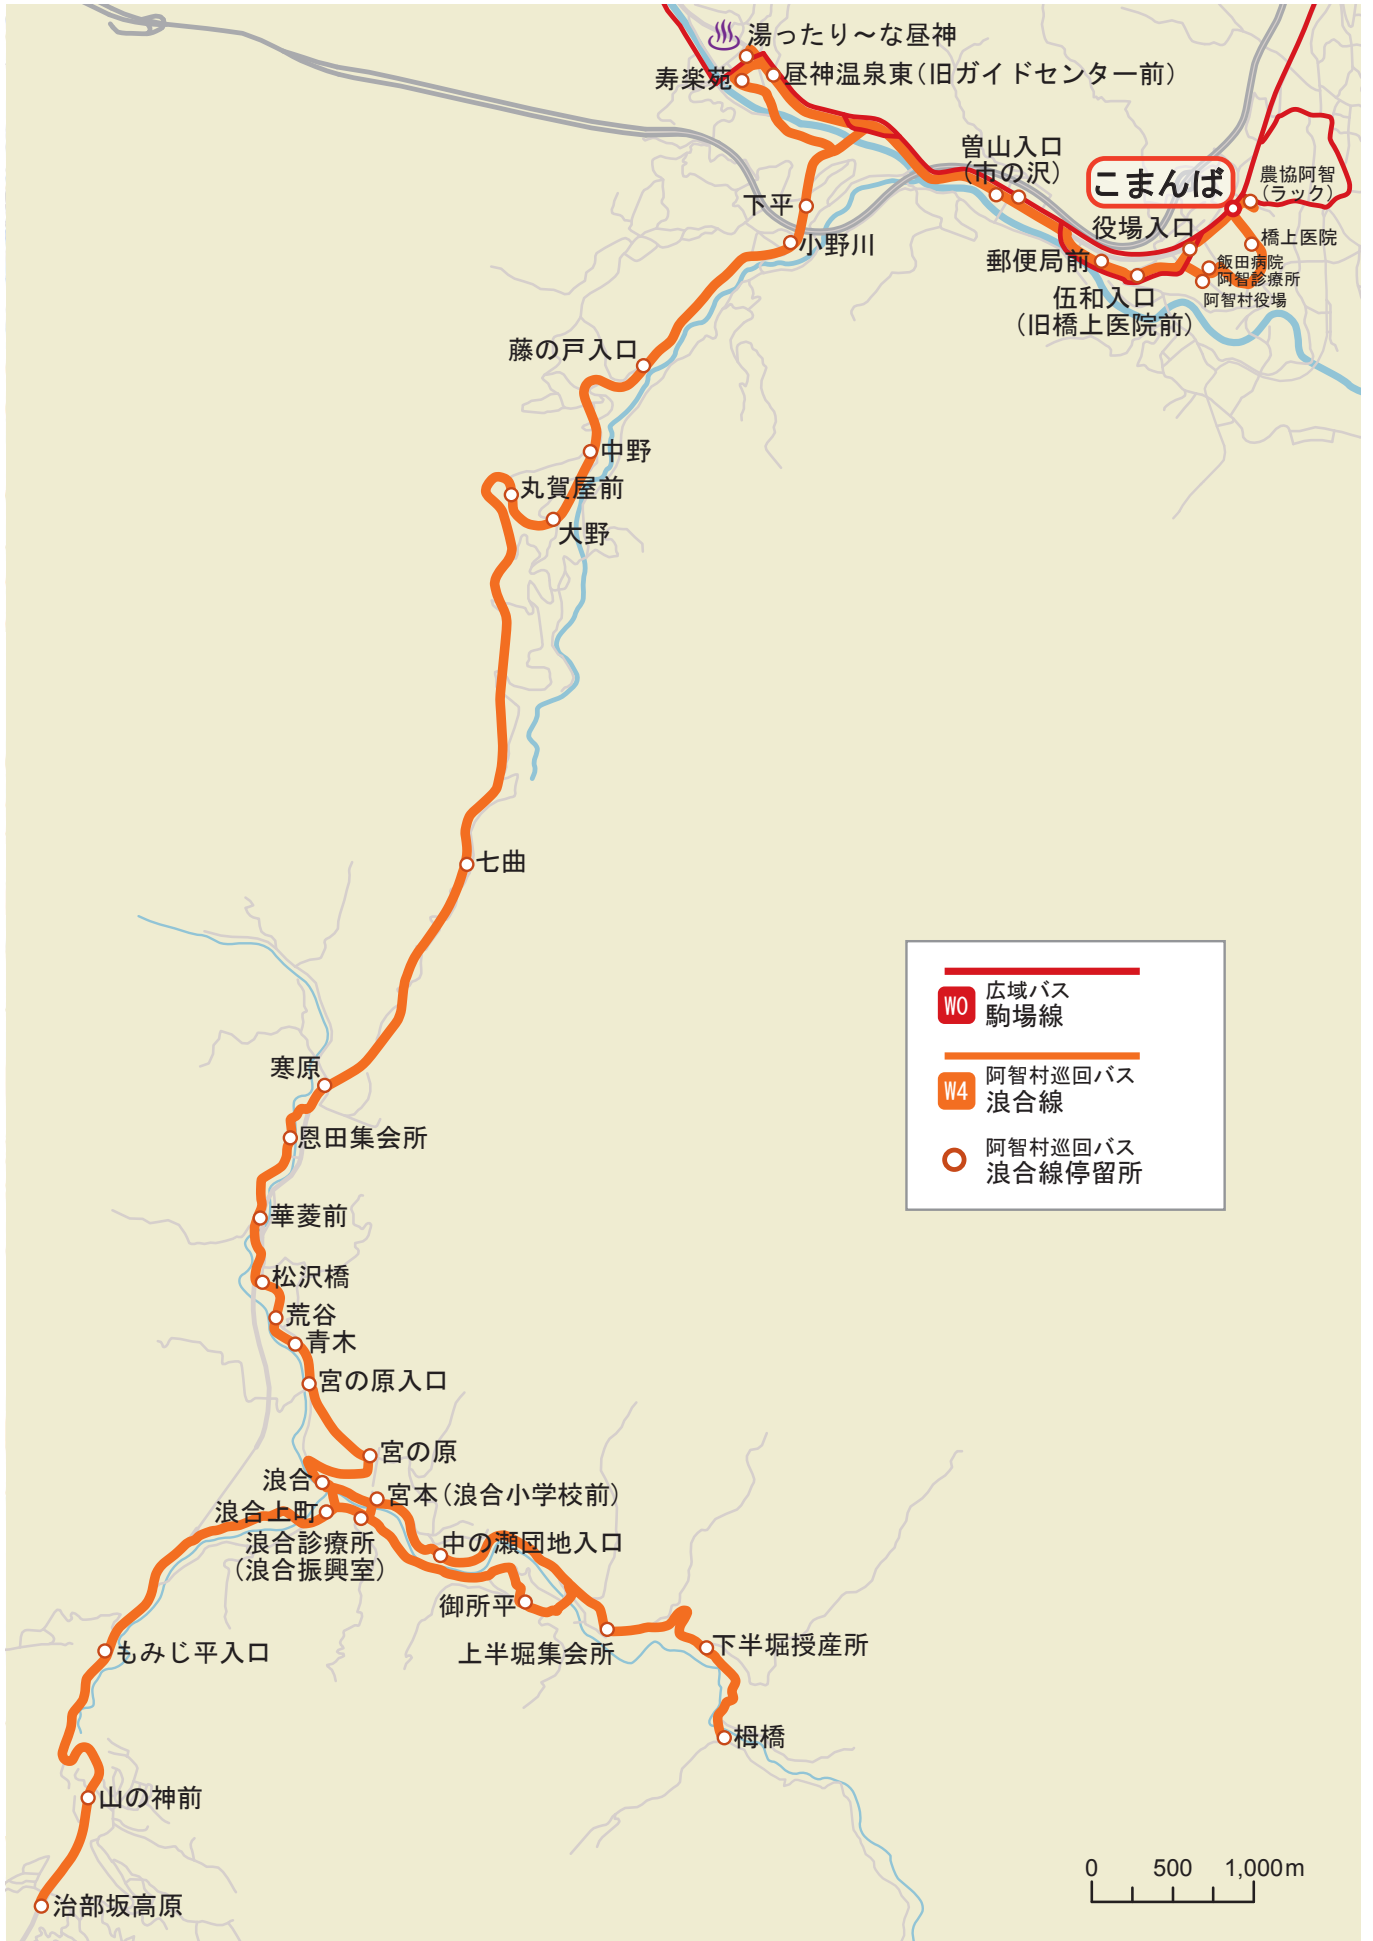 湯ったり～な昼神
昼神温泉東(旧ガイドセンター前)
寿楽苑
曽山入口
(市の沢)
こまんば
農協阿智
(ラック)
下平
小野川
役場入口
橋上医院
郵便局前
飯田病院
阿智診療所
阿智村役場
伍和入口
(旧橋上医院前)
藤の戸入口
中野
丸賀屋前
大野
七曲
W0
広域バス
駒場線
W4
阿智村巡回バス
浪合線
阿智村巡回バス
浪合線停留所
寒原
恩田集会所
華菱前
松沢橋
荒谷
青木
宮の原入口
宮の原
浪合
宮本(浪合小学校前)
浪合上町
浪合診療所
(浪合振興室)
中の瀬団地入口
御所平
上半堀集会所
下半堀授産所
もみじ平入口
栂橋
山の神前
治部坂高原
0 500 1,000m